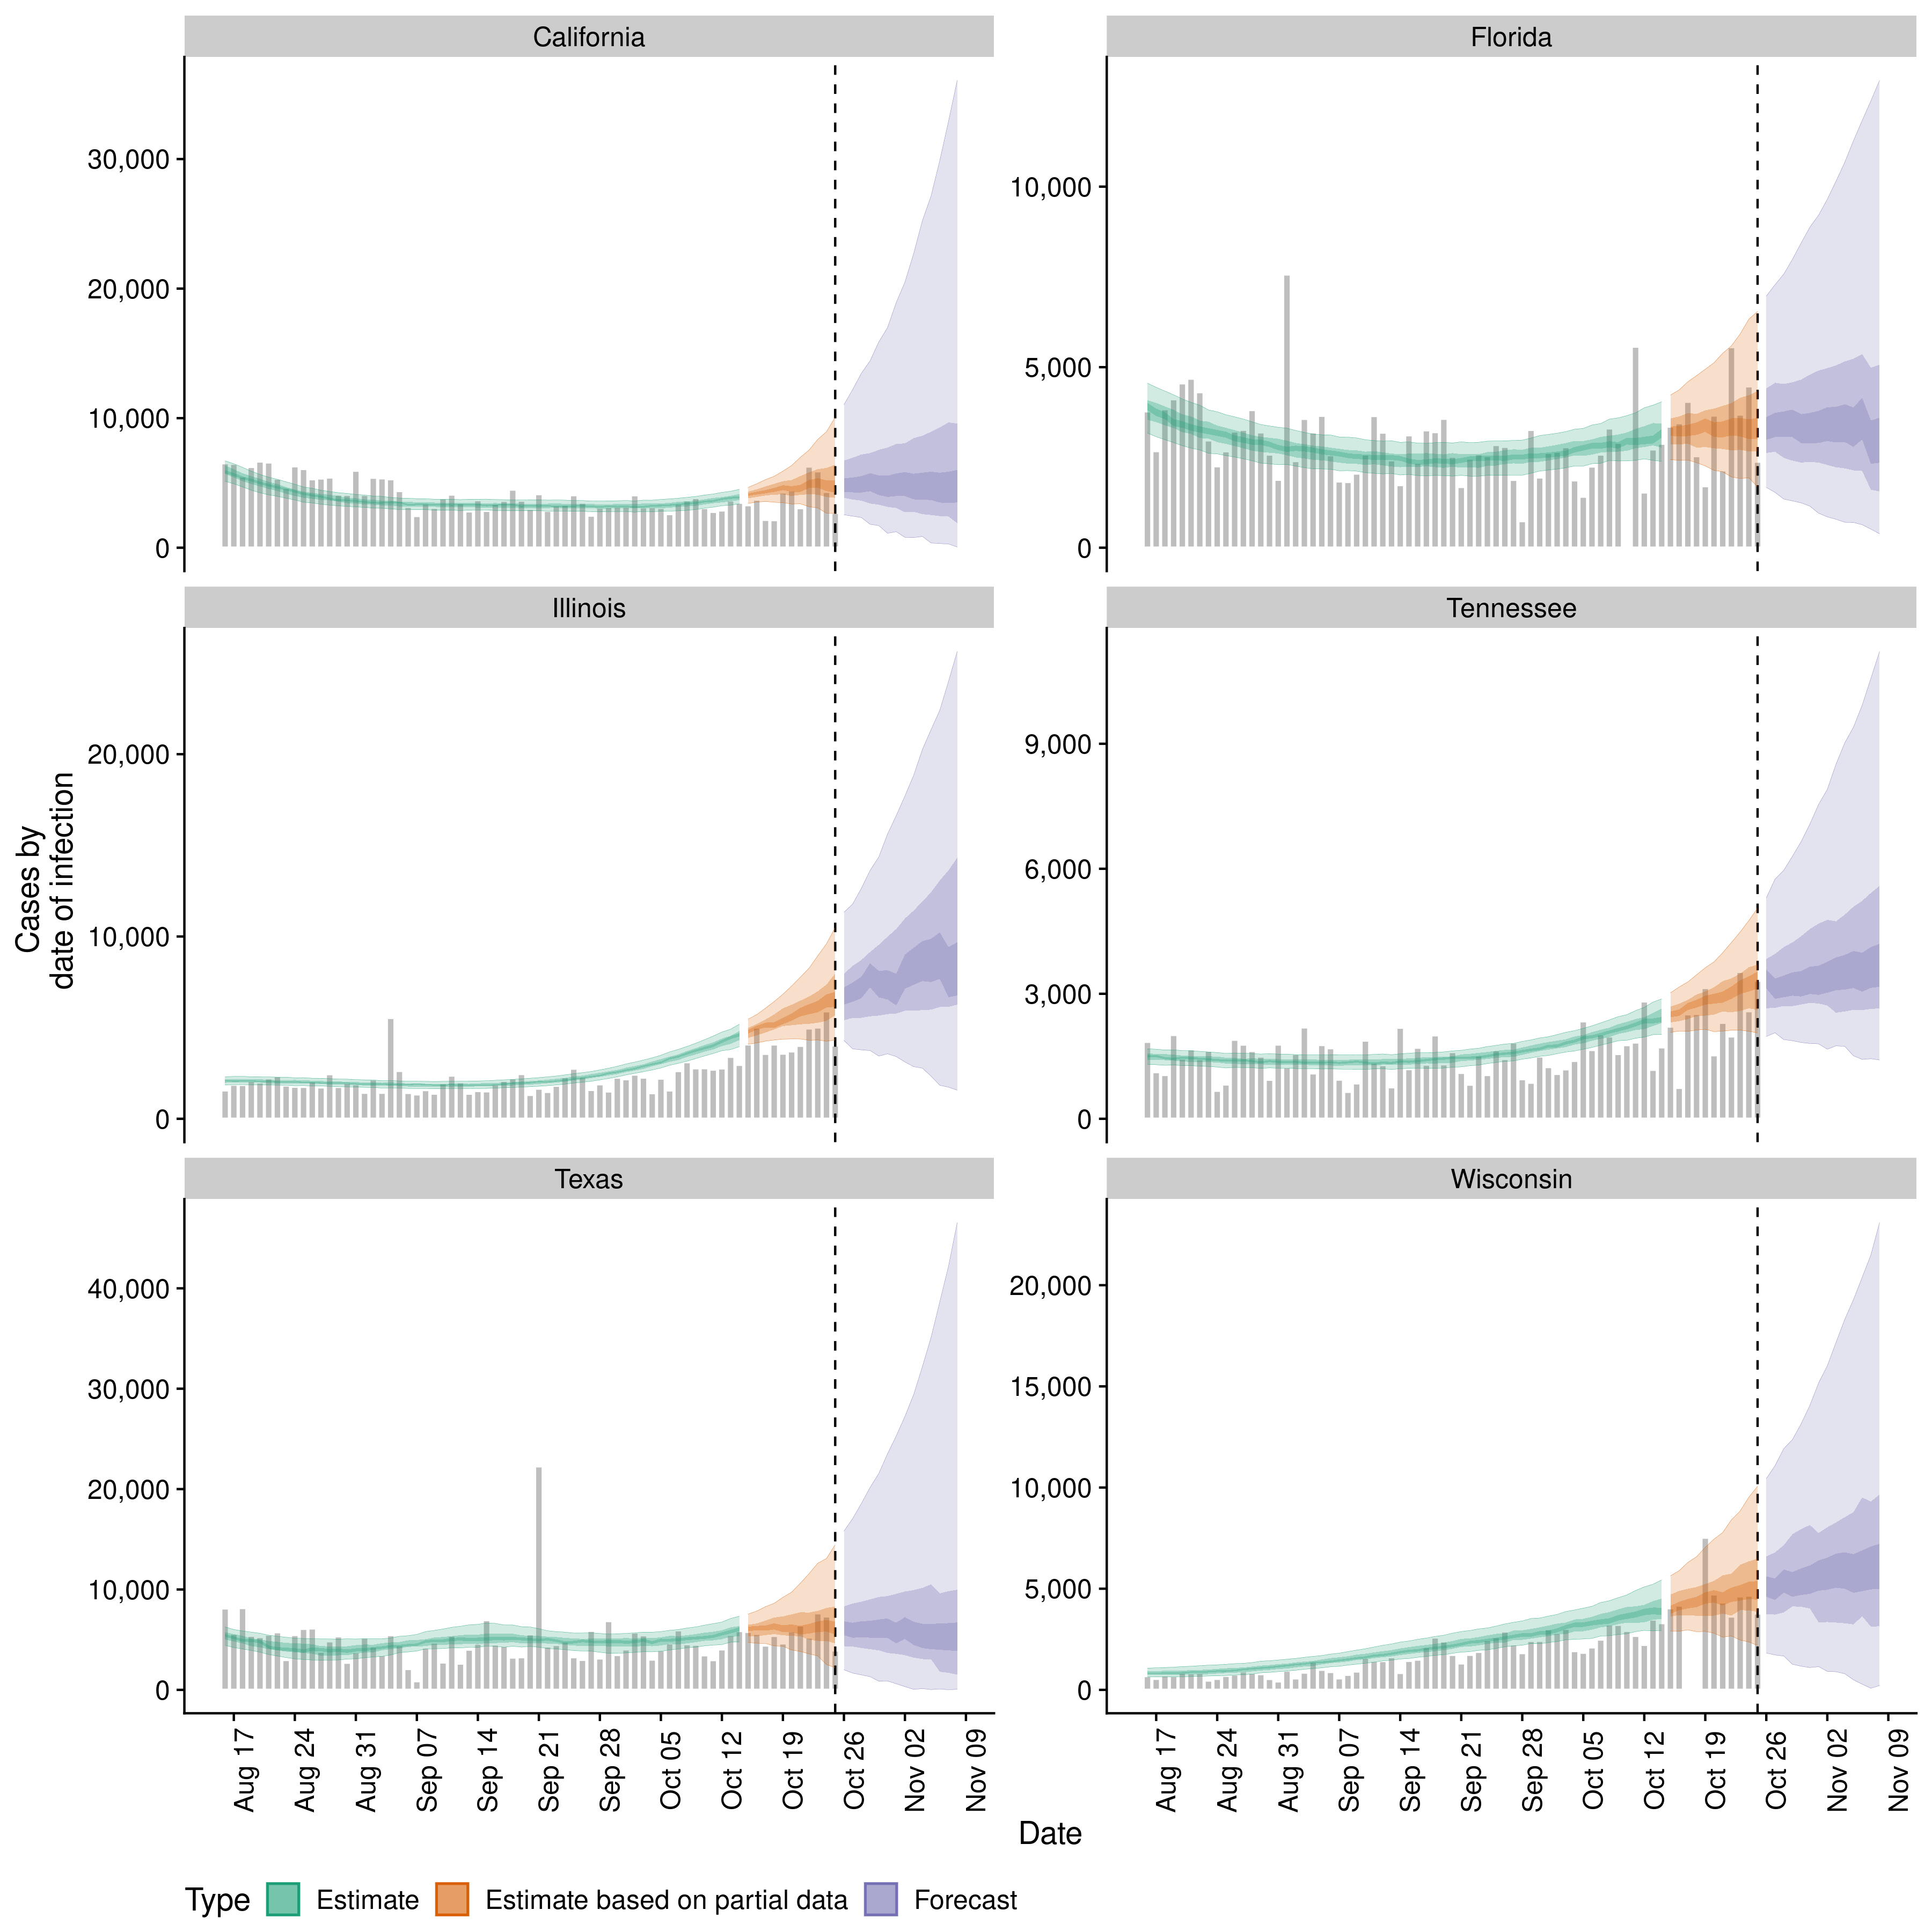 California
Florida
30,000
20,000
10,000
0
10,000
5,000
0
Illinois
Tennessee
20,000
10,000
0
9,000
6,000
3,000
0
Cases by
date of infection
Texas
Wisconsin
40,000
30,000
20,000
10,000
0
20,000
15,000
10,000
5,000
0
Aug 17
Aug 24
Aug 31
Sep 07
Sep 14
Sep 21
Sep 28
Oct 05
Oct 12
Oct 19
Oct 26
Nov 02
Nov 09
Aug 17
Aug 24
Aug 31
Sep 07
Sep 14
Sep 21
Sep 28
Oct 05
Oct 12
Oct 19
Oct 26
Nov 02
Nov 09
Date
Type Estimate Estimate based on partial data Forecast